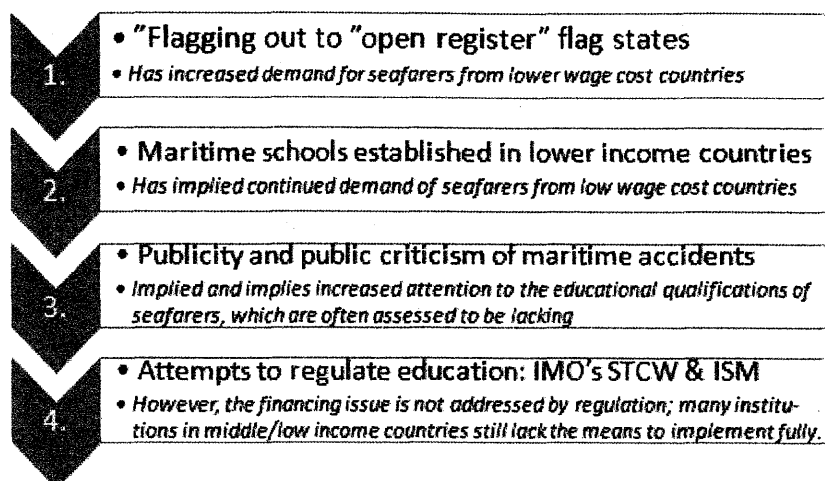 1.
• "Flagging out to "open register" flag states
• Has increased demand for seafarers from lower wage cost countries
2.
• Maritime schools established in lower income countries
• Has implied continued demand of seafarers from low wage cost countries
3.
• Publicity and public criticism of maritime accidents
• Implied and implies increased attention to the educational qualifications of
seafarers, which are often assessed to be lacking
4.
• Attempts to regulate education: IMO's STCW & ISM
• However, the financing issue is not addressed by regulation; many institu-
tions in middle/low income countries still lack the means to implement fully.